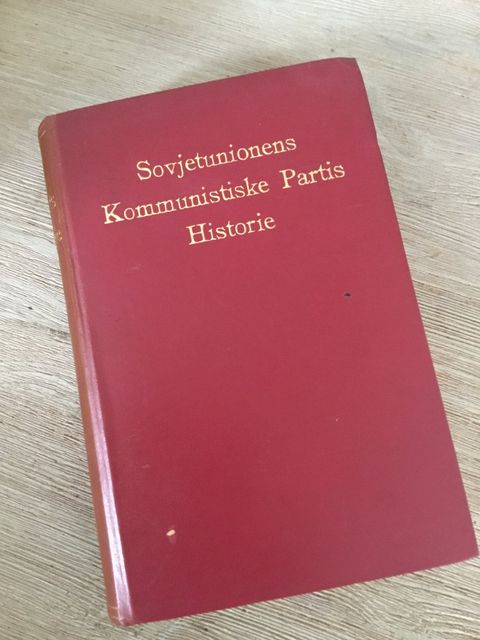 Sovjetunionens
Kommunistiske Partis
Historie